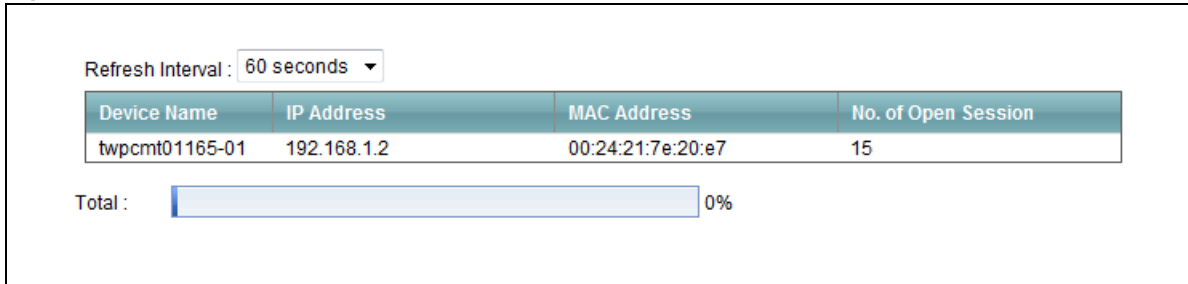 Refresh Interval : 60 seconds
Device Name IP Address MAC Address No. of Open Session
twpcmt01165-01 192.168.1.2 00:24:21:7e:20:e7 15
Total : 0%